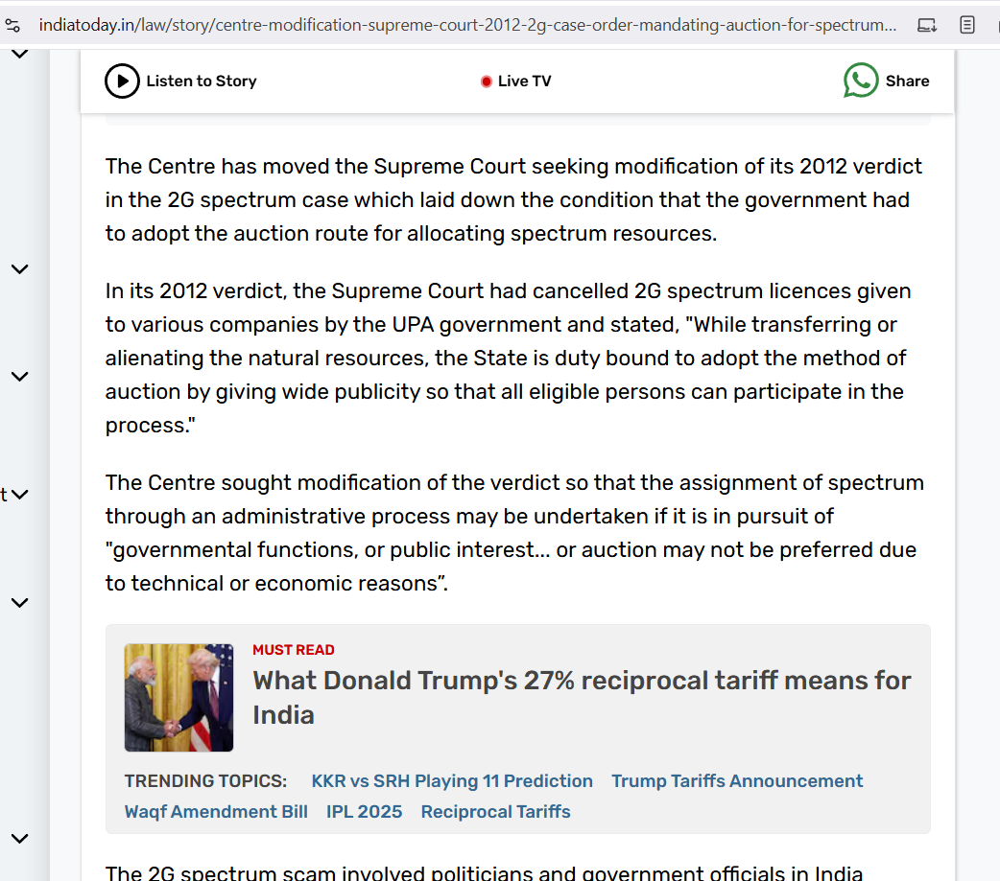 indiatoday.in/law/story/centre-modification-supreme-court-2012-2g-case-order-mandating-auction-for-spectrum...
Listen to Story
Live TV
Share
The Centre has moved the Supreme Court seeking modification of its 2012 verdict
in the 2G spectrum case which laid down the condition that the government had
to adopt the auction route for allocating spectrum resources.
In its 2012 verdict, the Supreme Court had cancelled 2G spectrum licences given
to various companies by the UPA government and stated, "While transferring or
alienating the natural resources, the State is duty bound to adopt the method of
auction by giving wide publicity so that all eligible persons can participate in the
process."
The Centre sought modification of the verdict so that the assignment of spectrum
t
through an administrative process may be undertaken if it is in pursuit of
"governmental functions, or public interest... or auction may not be preferred due
to technical or economic reasons”.
MUST READ
What Donald Trump's 27% reciprocal tariff means for
India
TRENDING TOPICS: KKR vs SRH Playing 11 Prediction Trump Tariffs Announcement
Waqf Amendment Bill IPL 2025 Reciprocal Tariffs
The 2G spectrum scam involved politicians and government officials in India